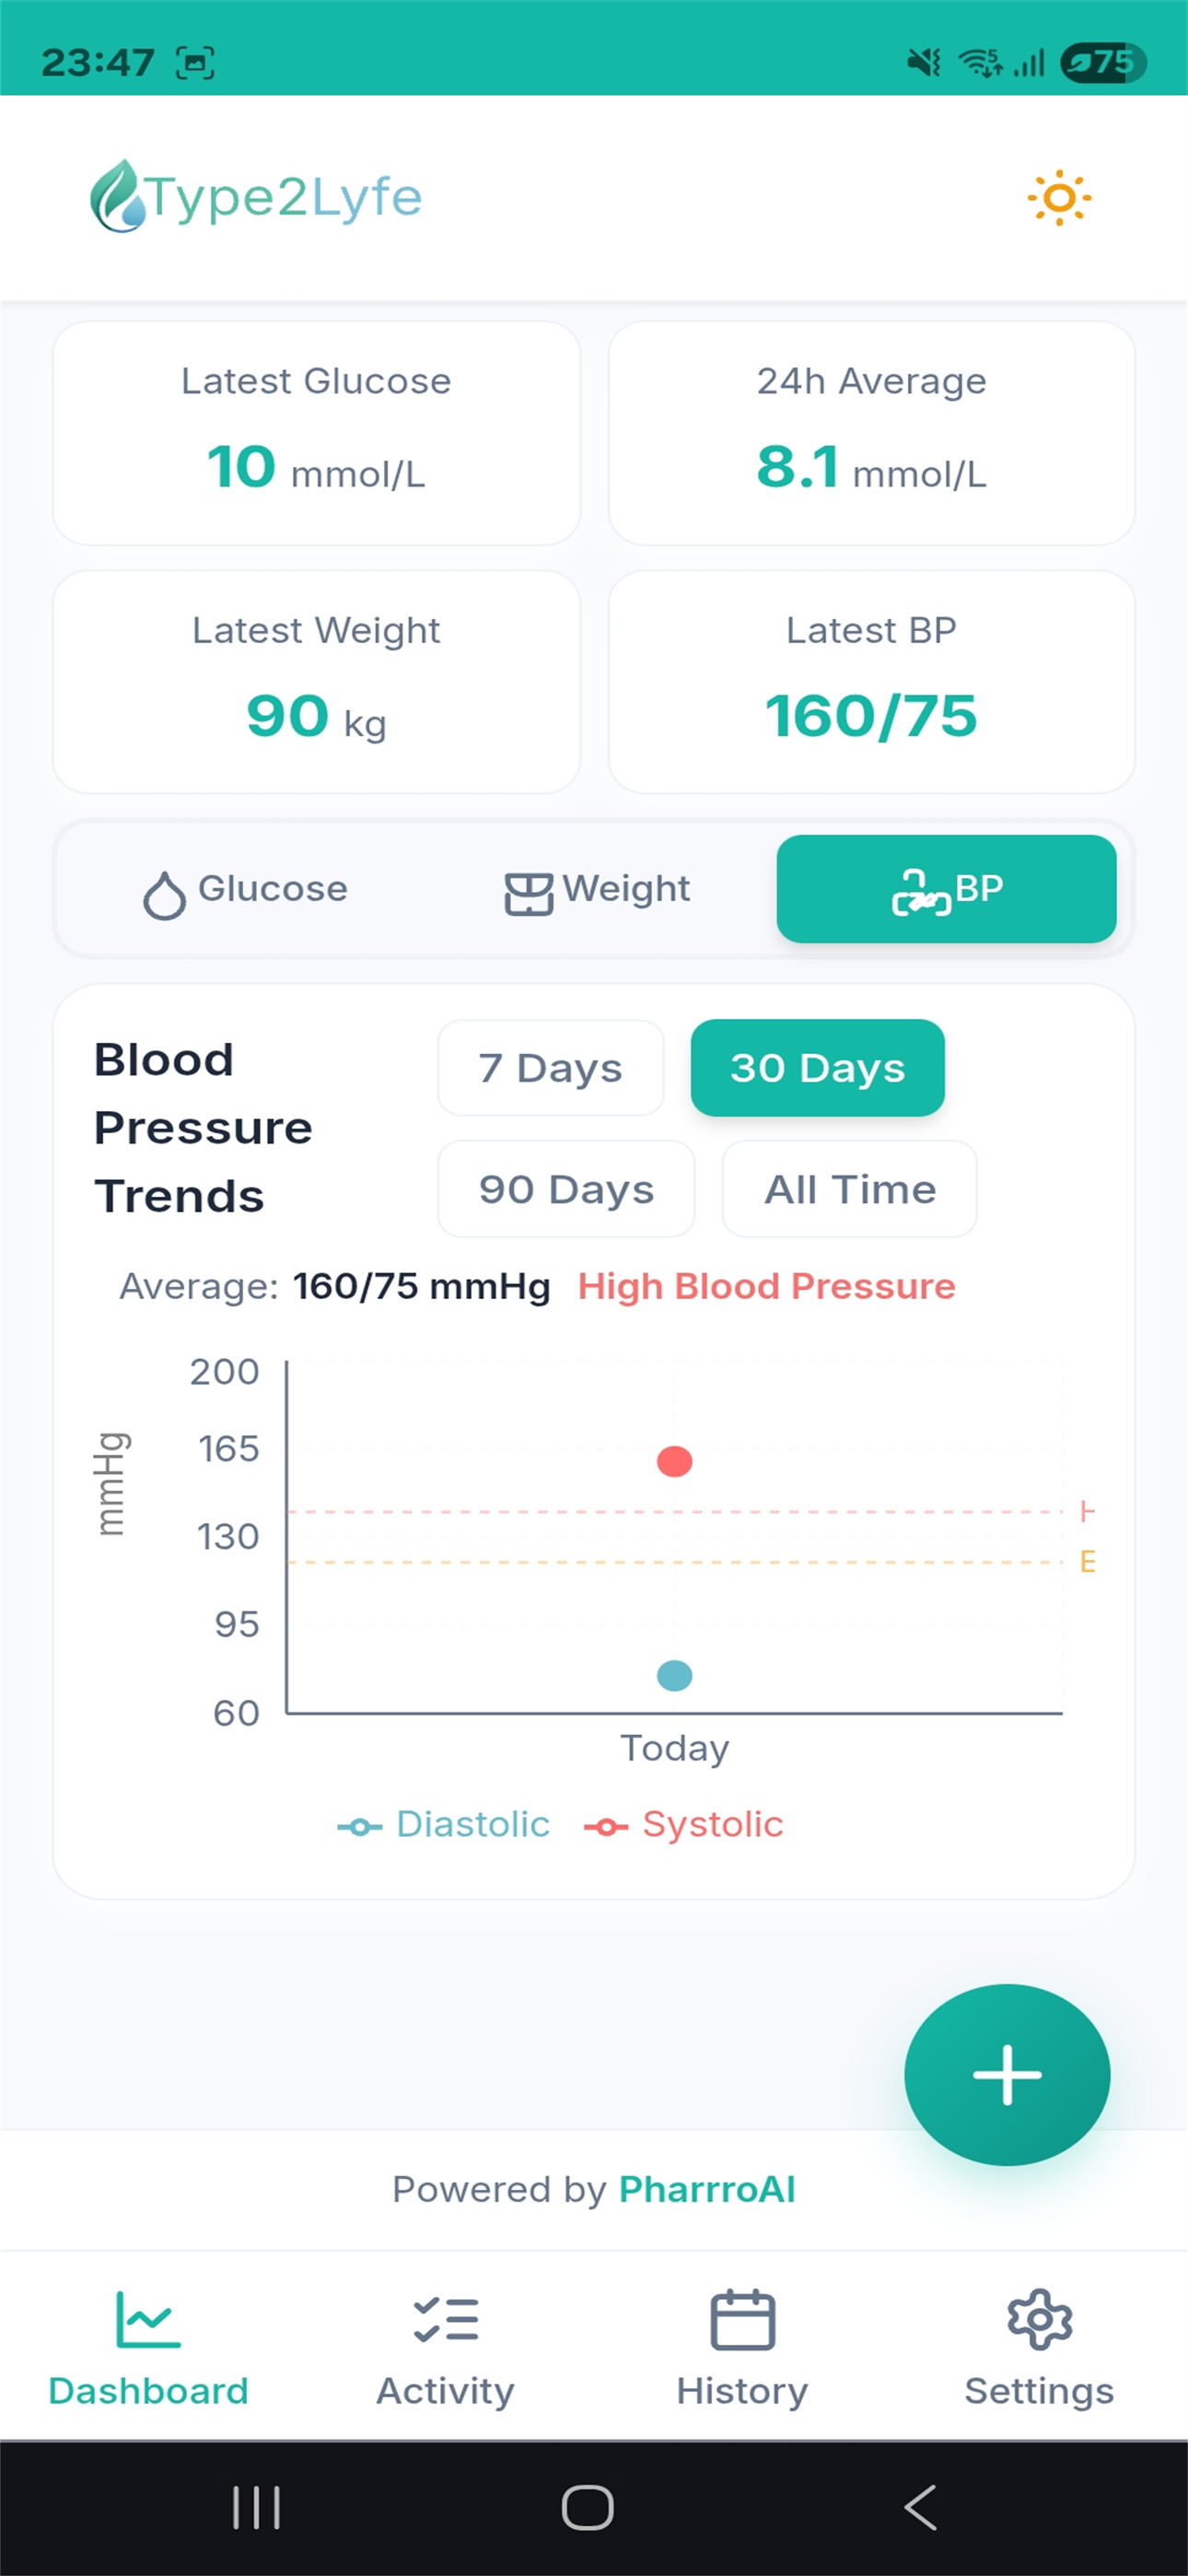 23:47
5
75
Type2Lyfe
Latest Glucose
10 mmol/L
24h Average
8.1 mmol/L
Latest Weight
90 kg
Latest BP
160/75
Glucose
Weight
BP
Blood
Pressure
Trends
7 Days
30 Days
90 Days
All Time
Average: 160/75 mmHg High Blood Pressure
mmHg
200
165
130
95
60
E
Today
Diastolic
Systolic
Powered by PharrroAI
Dashboard
Activity
History
Settings